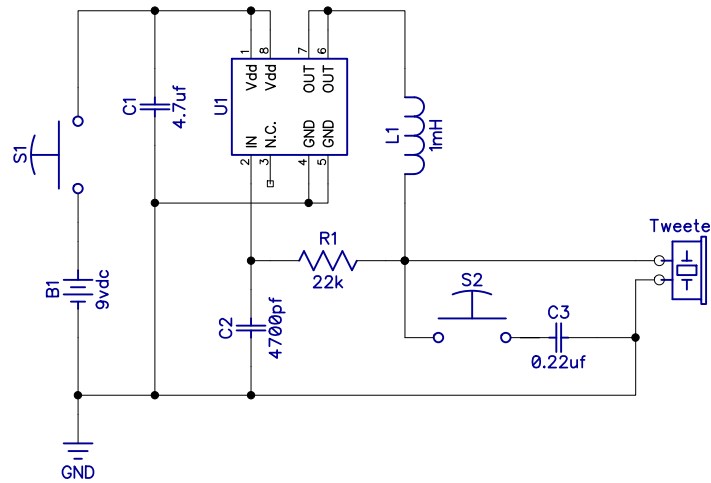 1 8 7 6
Vdd Vdd OUT OUT
U1
C1
4.7uf
IN N.C. GND GND
2 3 4 5
L1
1mH
S1
Tweete
R1
22k
S2
B1
9vdc
C2
4700pf
C3
0.22uf
GND